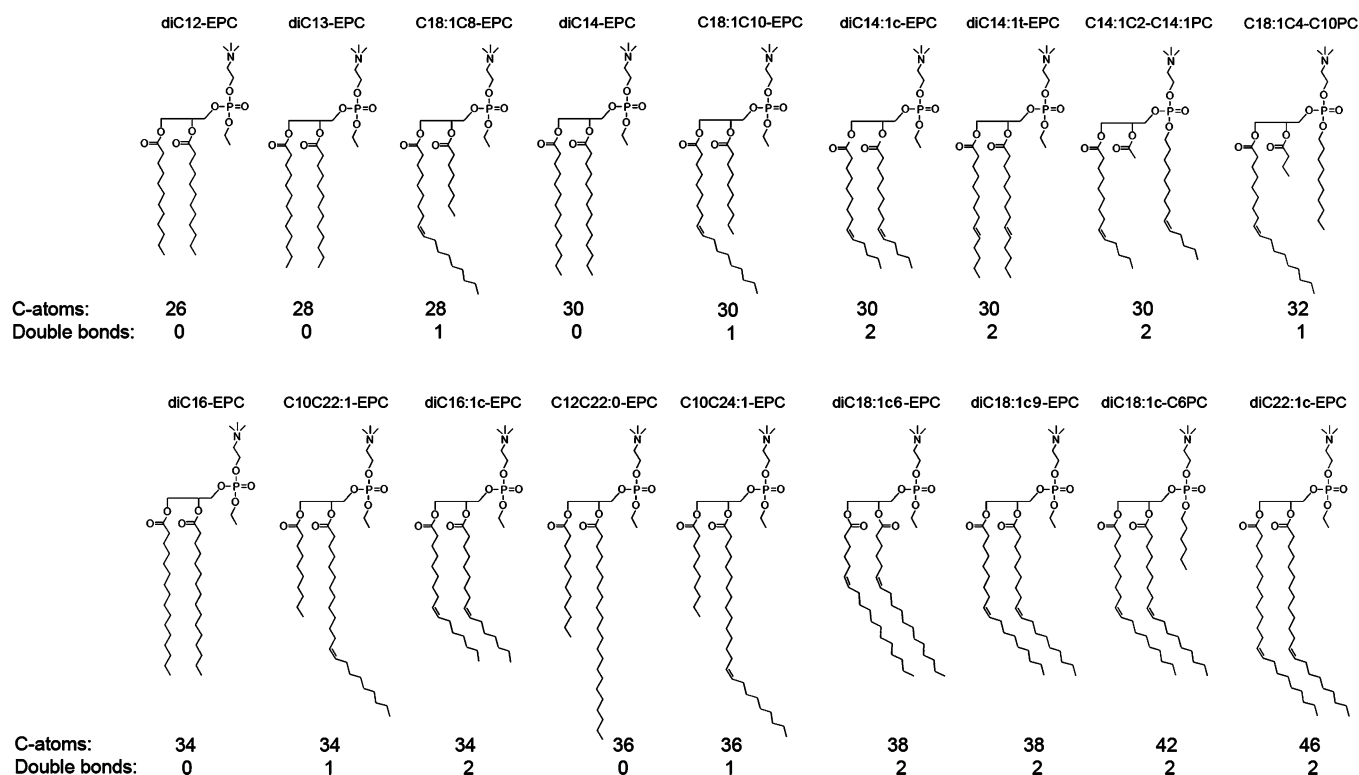 diC12-EPC diC13-EPC C18:1C8-EPC diC14-EPC C18:1C10-EPC diC14:1c-EPC diC14:1t-EPC C14:1C2-C14:1PC C18:1C4-C10PC
N N N N N N N N N
O O O O O O O O O
O P O O P O O P O O P O O P O O P O O P O O P O O P O
O O O O O O O O O O O O O O O O O O O O O O O O O O O
O O O O O O O O O O O O O O O O O O
C-atoms: 26 28 28 30 30 30 30 30 32
Double bonds: 0 0 1 0 1 2 2 2 1
diC16-EPC C10C22:1-EPC diC16:1c-EPC C12C22:0-EPC C10C24:1-EPC diC18:1c6-EPC diC18:1c9-EPC diC18:1c-C6PC diC22:1c-EPC
N N N N N N N N N
O O O O O O O O O
O P O O P O O P O O P O O P O O P O O P O O P O O P O
O O O O O O O O O O O O O O O O O O O O O O O O O O O
O O O O O O O O O O O O O O O O O O
C-atoms: 34 34 34 36 36 38 38 42 46
Double bonds: 0 1 2 0 1 2 2 2 2